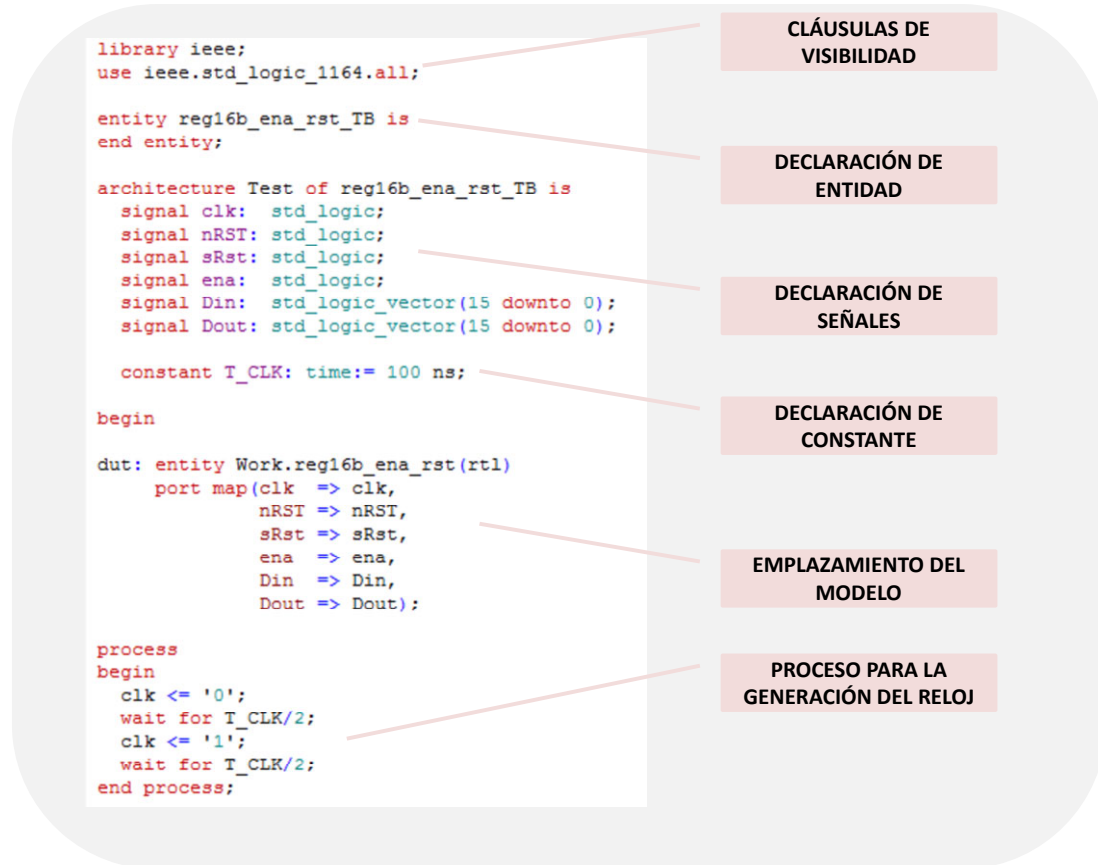 library ieee;
use ieee.std_logic_1164.all;
entity reg16b_ena_rst_TB is
end entity;
architecture Test of reg16b_ena_rst_TB is
signal clk:  std_logic;
signal nRST: std_logic;
signal sRst: std_logic;
signal ena:  std_logic;
signal Din:  std_logic_vector(15 downto 0);
signal Dout: std_logic_vector(15 downto 0);
constant T_CLK: time:= 100 ns;
begin
dut: entity Work.reg16b_ena_rst(rtl)
port map(clk  => clk,
nRST => nRST,
sRst => sRst,
ena  => ena,
Din  => Din,
Dout => Dout);
process
begin
clk <= '0';
wait for T_CLK/2;
clk <= '1';
wait for T_CLK/2;
end process;
CLÁUSULAS DE
VISIBILIDAD
DECLARACIÓN DE
ENTIDAD
DECLARACIÓN DE
SEÑALES
DECLARACIÓN DE
CONSTANTE
EMPLAZAMIENTO DEL
MODELO
PROCESO PARA LA
GENERACIÓN DEL RELOJ